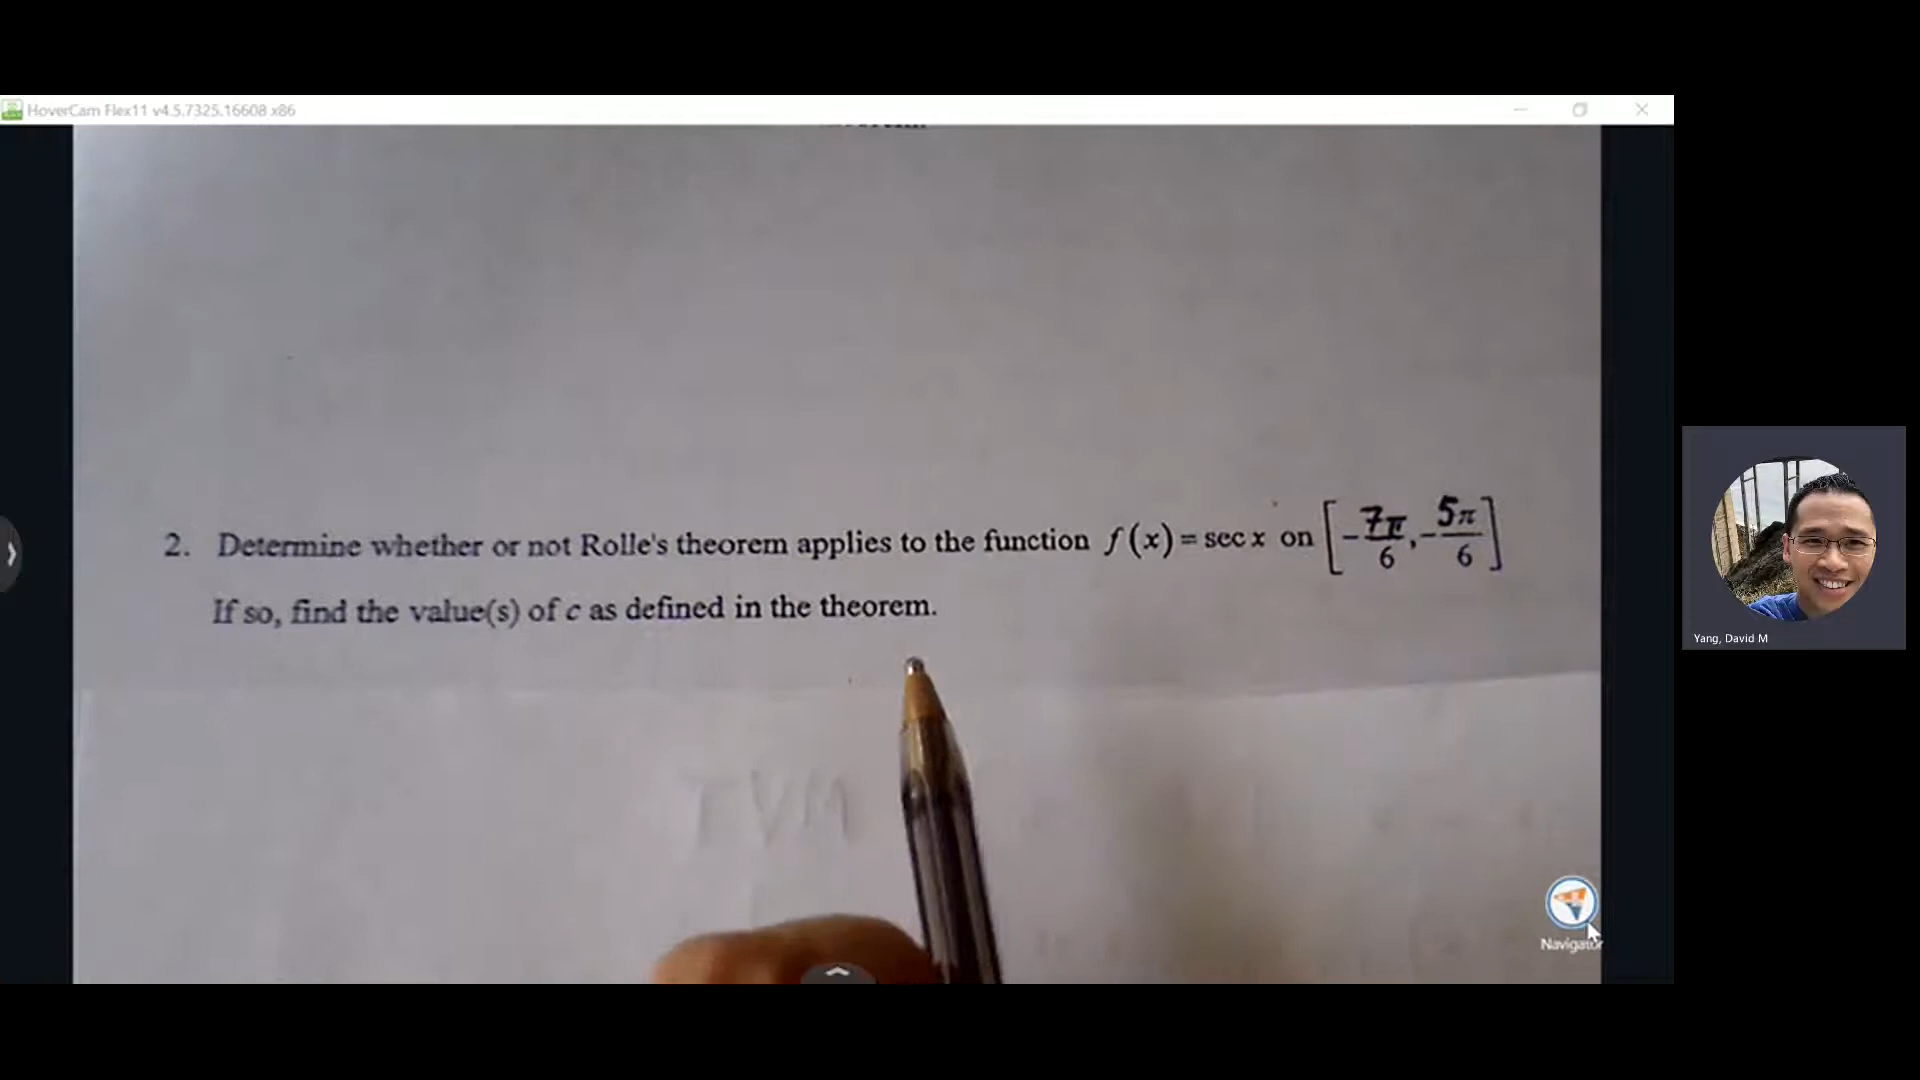 HoverCam Flex11 v4.5.7325.16608 x86
2. Determine whether or not Rolle's theorem applies to the function f(x) = sec x on [-7π/6, -5π/6]
If so, find the value(s) of c as defined in the theorem.
Yang, David M
TVM
Navigator